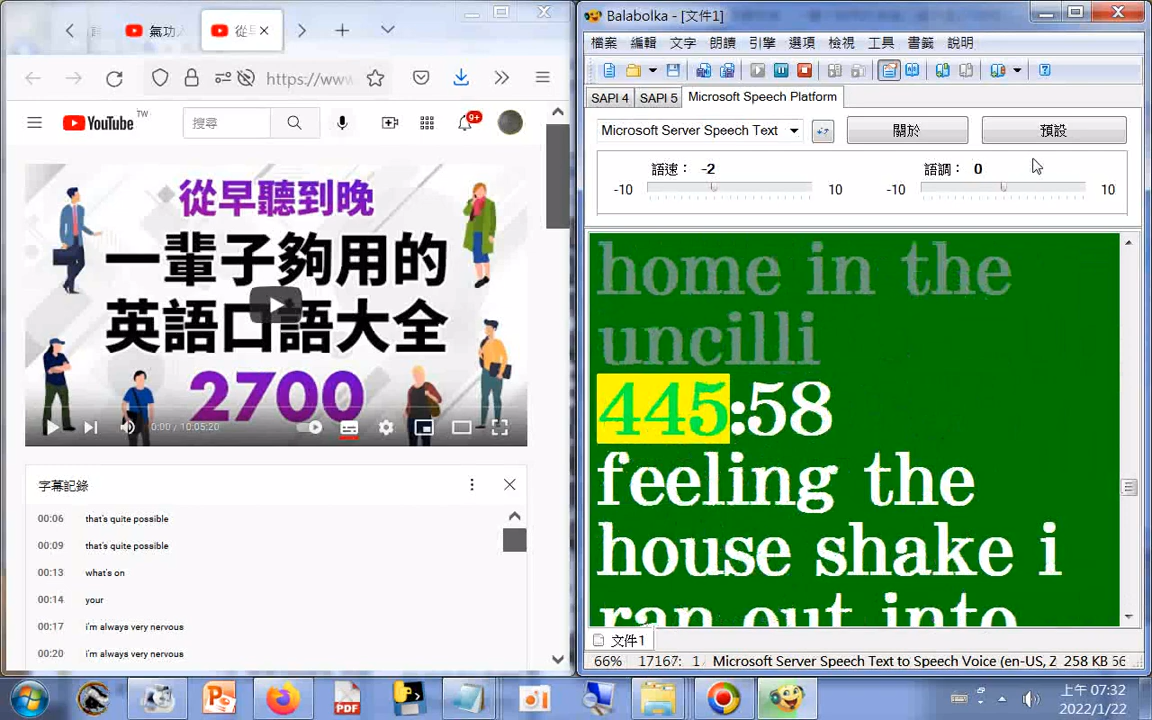 氣功
從
https://www
YouTube TW
搜尋
9+
從早聽到晚
一輩子夠用的
英語口語大全
2700
0:00 / 10:05:20
字幕記錄
00:06 that's quite possible
00:09 that's quite possible
00:13 what's on
00:14 your
00:17 i'm always very nervous
00:20 i'm always very nervous
Balabolka - [文件1]
檔案 編輯 文字 朗讀 引擎 選項 檢視 工具 書籤 說明
SAPI 4 SAPI 5 Microsoft Speech Platform
Microsoft Server Speech Text 關於 預設
語速： -2 語調： 0
-10 10 -10 10
home in the
uncilli
445:58
feeling the
house shake i
ran out into
文件1
66% 17167: 1 Microsoft Server Speech Text to Speech Voice (en-US, Z 258 KB 56
PDF
上午 07:32
2022/1/22